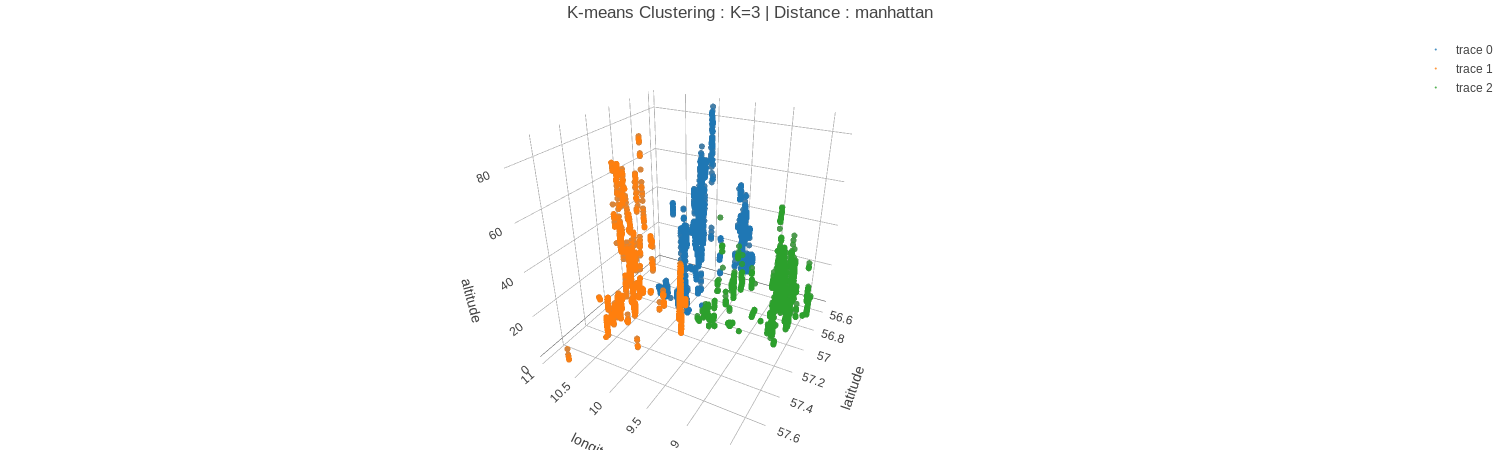 K-means Clustering : K=3 | Distance : manhattan
trace 0
trace 1
trace 2
80
60
40
20
0
altitude
11
10.5
10
9.5
9
56.6
56.8
57
57.2
57.4
57.6
latitude